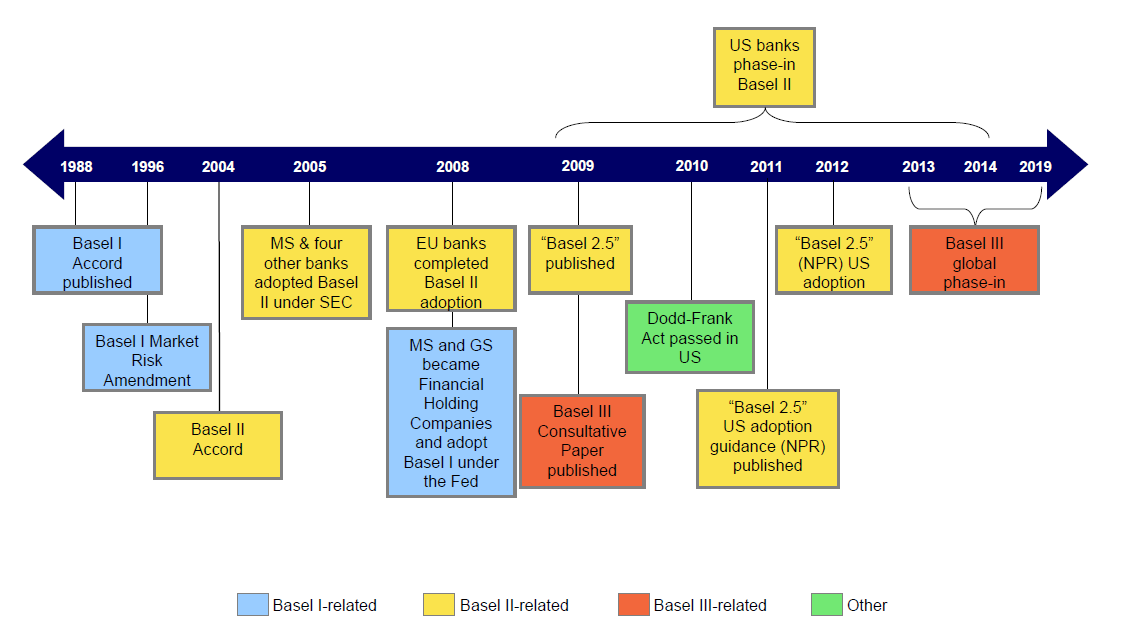 US banks
phase-in
Basel II
1988 1996 2004 2005 2008 2009 2010 2011 2012 2013 2014 2019
Basel I
Accord
published
Basel I Market
Risk
Amendment
Basel II
Accord
MS & four
other banks
adopted Basel
II under SEC
EU banks
completed
Basel II
adoption
MS and GS
became
Financial
Holding
Companies
and adopt
Basel I under
the Fed
“Basel 2.5”
published
Basel III
Consultative
Paper
published
Dodd-Frank
Act passed in
US
“Basel 2.5”
US adoption
guidance (NPR)
published
“Basel 2.5”
(NPR) US
adoption
Basel III
global
phase-in
Basel I-related
Basel II-related
Basel III-related
Other